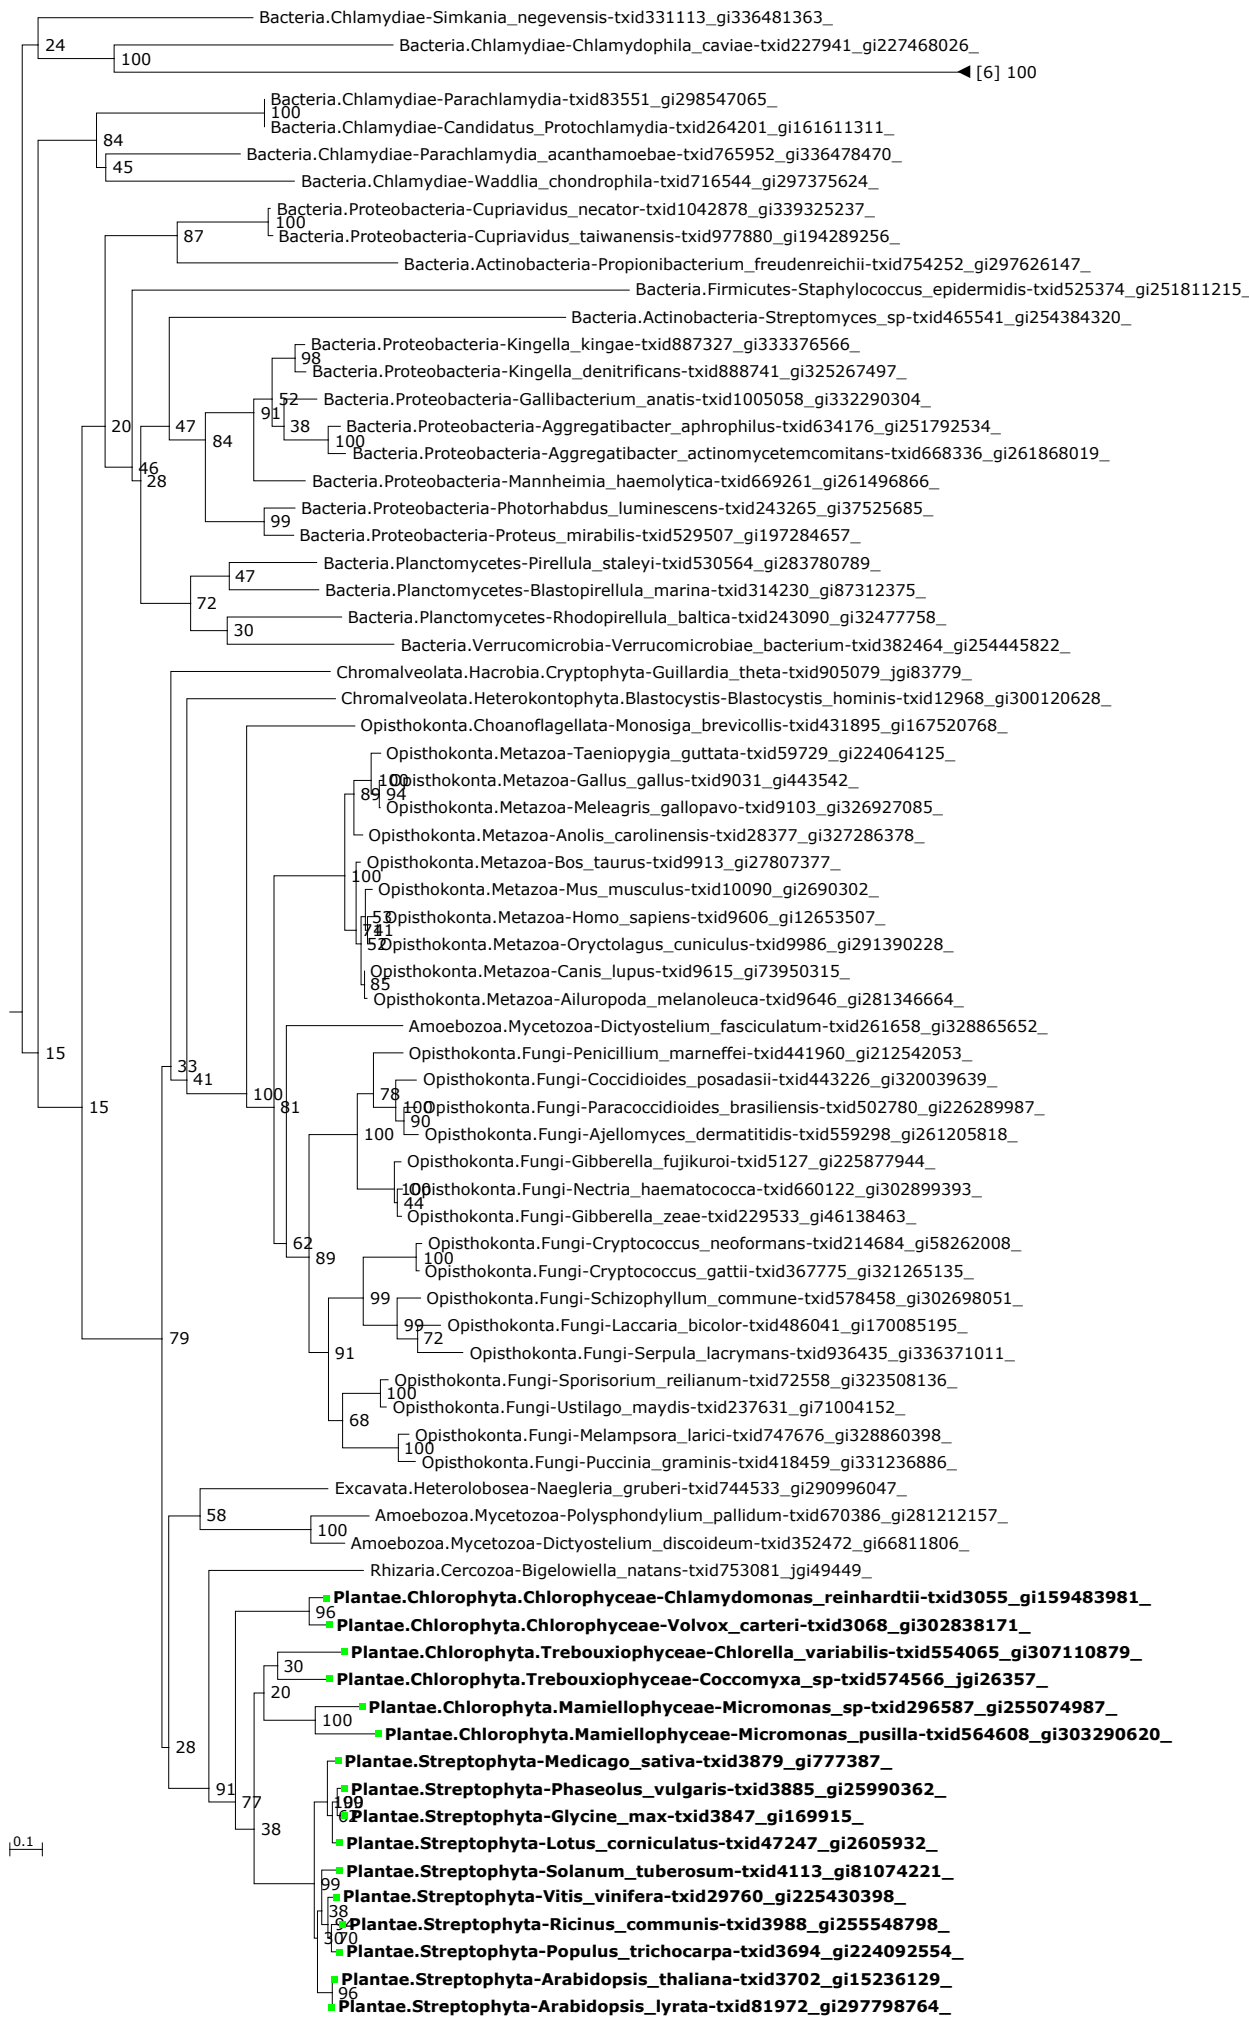 Bacteria.Chlamydiae-Simkania_negevensis-txid331113_gi336481363_
24
Bacteria.Chlamydiae-Chlamydophila_caviae-txid227941_gi227468026_
100
[6] 100
Bacteria.Chlamydiae-Parachlamydia-txid83551_gi298547065_
100
Bacteria.Chlamydiae-Candidatus_Protochlamydia-txid264201_gi161611311_
84
Bacteria.Chlamydiae-Parachlamydia_acanthamoebae-txid765952_gi336478470_
45
Bacteria.Chlamydiae-Waddlia_chondrophila-txid716544_gi297375624_
Bacteria.Proteobacteria-Cupriavidus_necator-txid1042878_gi339325237_
100
87
Bacteria.Proteobacteria-Cupriavidus_taiwanensis-txid977880_gi194289256_
Bacteria.Actinobacteria-Propionibacterium_freudenreichii-txid754252_gi297626147_
Bacteria.Firmicutes-Staphylococcus_epidermidis-txid525374_gi251811215_
Bacteria.Actinobacteria-Streptomyces_sp-txid465541_gi254384320_
Bacteria.Proteobacteria-Kingella_kingae-txid887327_gi333376566_
98
Bacteria.Proteobacteria-Kingella_denitrificans-txid888741_gi325267497_
52
Bacteria.Proteobacteria-Gallibacterium_anatis-txid1005058_gi332290304_
91
20
47
38
Bacteria.Proteobacteria-Aggregatibacter_aphrophilus-txid634176_gi251792534_
84
100
Bacteria.Proteobacteria-Aggregatibacter_actinomycetemcomitans-txid668336_gi261868019_
46
28
Bacteria.Proteobacteria-Mannheimia_haemolytica-txid669261_gi261496866_
Bacteria.Proteobacteria-Photorhabdus_luminescens-txid243265_gi37525685_
99
Bacteria.Proteobacteria-Proteus_mirabilis-txid529507_gi197284657_
Bacteria.Planctomycetes-Pirellula_staleyi-txid530564_gi283780789_
47
Bacteria.Planctomycetes-Blastopirellula_marina-txid314230_gi87312375_
72
Bacteria.Planctomycetes-Rhodopirellula_baltica-txid243090_gi32477758_
30
Bacteria.Verrucomicrobia-Verrucomicrobiae_bacterium-txid382464_gi254445822_
Chromalveolata.Hacrobia.Cryptophyta-Guillardia_theta-txid905079_jgi83779_
Chromalveolata.Heterokontophyta.Blastocystis-Blastocystis_hominis-txid12968_gi300120628_
Opisthokonta.Choanoflagellata-Monosiga_brevicollis-txid431895_gi167520768_
Opisthokonta.Metazoa-Taeniopygia_guttata-txid59729_gi224064125_
100
Opisthokonta.Metazoa-Gallus_gallus-txid9031_gi443542_
89
94
Opisthokonta.Metazoa-Meleagris_gallopavo-txid9103_gi326927085_
Opisthokonta.Metazoa-Anolis_carolinensis-txid28377_gi327286378_
Opisthokonta.Metazoa-Bos_taurus-txid9913_gi27807377_
100
Opisthokonta.Metazoa-Mus_musculus-txid10090_gi2690302_
53
Opisthokonta.Metazoa-Homo_sapiens-txid9606_gi12653507_
41
52
Opisthokonta.Metazoa-Oryctolagus_cuniculus-txid9986_gi291390228_
Opisthokonta.Metazoa-Canis_lupus-txid9615_gi73950315_
85
Opisthokonta.Metazoa-Ailuropoda_melanoleuca-txid9646_gi281346664_
Amoebozoa.Mycetozoa-Dictyostelium_fasciculatum-txid261658_gi328865652_
15
Opisthokonta.Fungi-Penicillium_marneffei-txid441960_gi212542053_
33
41
Opisthokonta.Fungi-Coccidioides_posadasii-txid443226_gi320039639_
100
78
15
81
100
Opisthokonta.Fungi-Paracoccidioides_brasiliensis-txid502780_gi226289987_
90
100
Opisthokonta.Fungi-Ajellomyces_dermatitidis-txid559298_gi261205818_
Opisthokonta.Fungi-Gibberella_fujikuroi-txid5127_gi225877944_
100
Opisthokonta.Fungi-Nectria_haematococca-txid660122_gi302899393_
44
Opisthokonta.Fungi-Gibberella_zeae-txid229533_gi46138463_
62
Opisthokonta.Fungi-Cryptococcus_neoformans-txid214684_gi58262008_
89
100
Opisthokonta.Fungi-Cryptococcus_gattii-txid367775_gi321265135_
99
Opisthokonta.Fungi-Schizophyllum_commune-txid578458_gi302698051_
99
Opisthokonta.Fungi-Laccaria_bicolor-txid486041_gi170085195_
79
72
91
Opisthokonta.Fungi-Serpula_lacrymans-txid936435_gi336371011_
Opisthokonta.Fungi-Sporisorium_reilianum-txid72558_gi323508136_
100
Opisthokonta.Fungi-Ustilago_maydis-txid237631_gi71004152_
68
Opisthokonta.Fungi-Melampsora_larici-txid747676_gi328860398_
100
Opisthokonta.Fungi-Puccinia_graminis-txid418459_gi331236886_
Excavata.Heterolobosea-Naegleria_gruberi-txid744533_gi290996047_
58
Amoebozoa.Mycetozoa-Polysphondylium_pallidum-txid670386_gi281212157_
100
Amoebozoa.Mycetozoa-Dictyostelium_discoideum-txid352472_gi66811806_
Rhizaria.Cercozoa-Bigelowiella_natans-txid753081_jgi49449_
Plantae.Chlorophyta.Chlorophyceae-Chlamydomonas_reinhardtii-txid3055_gi159483981_
96
Plantae.Chlorophyta.Chlorophyceae-Volvox_carteri-txid3068_gi302838171_
Plantae.Chlorophyta.Trebouxiophyceae-Chlorella_variabilis-txid554065_gi307110879_
30
Plantae.Chlorophyta.Trebouxiophyceae-Coccomyxa_sp-txid574566_jgi26357_
20
Plantae.Chlorophyta.Mamiellophyceae-Micromonas_sp-txid296587_gi255074987_
100
Plantae.Chlorophyta.Mamiellophyceae-Micromonas_pusilla-txid564608_gi303290620_
28
Plantae.Streptophyta-Medicago_sativa-txid3879_gi777387_
91
Plantae.Streptophyta-Phaseolus_vulgaris-txid3885_gi25990362_
77
Plantae.Streptophyta-Glycine_max-txid3847_gi169915_
38
0.1
Plantae.Streptophyta-Lotus_corniculatus-txid47247_gi2605932_
Plantae.Streptophyta-Solanum_tuberosum-txid4113_gi81074221_
99
Plantae.Streptophyta-Vitis_vinifera-txid29760_gi225430398_
38
Plantae.Streptophyta-Ricinus_communis-txid3988_gi255548798_
30
70
Plantae.Streptophyta-Populus_trichocarpa-txid3694_gi224092554_
Plantae.Streptophyta-Arabidopsis_thaliana-txid3702_gi15236129_
96
Plantae.Streptophyta-Arabidopsis_lyrata-txid81972_gi297798764_